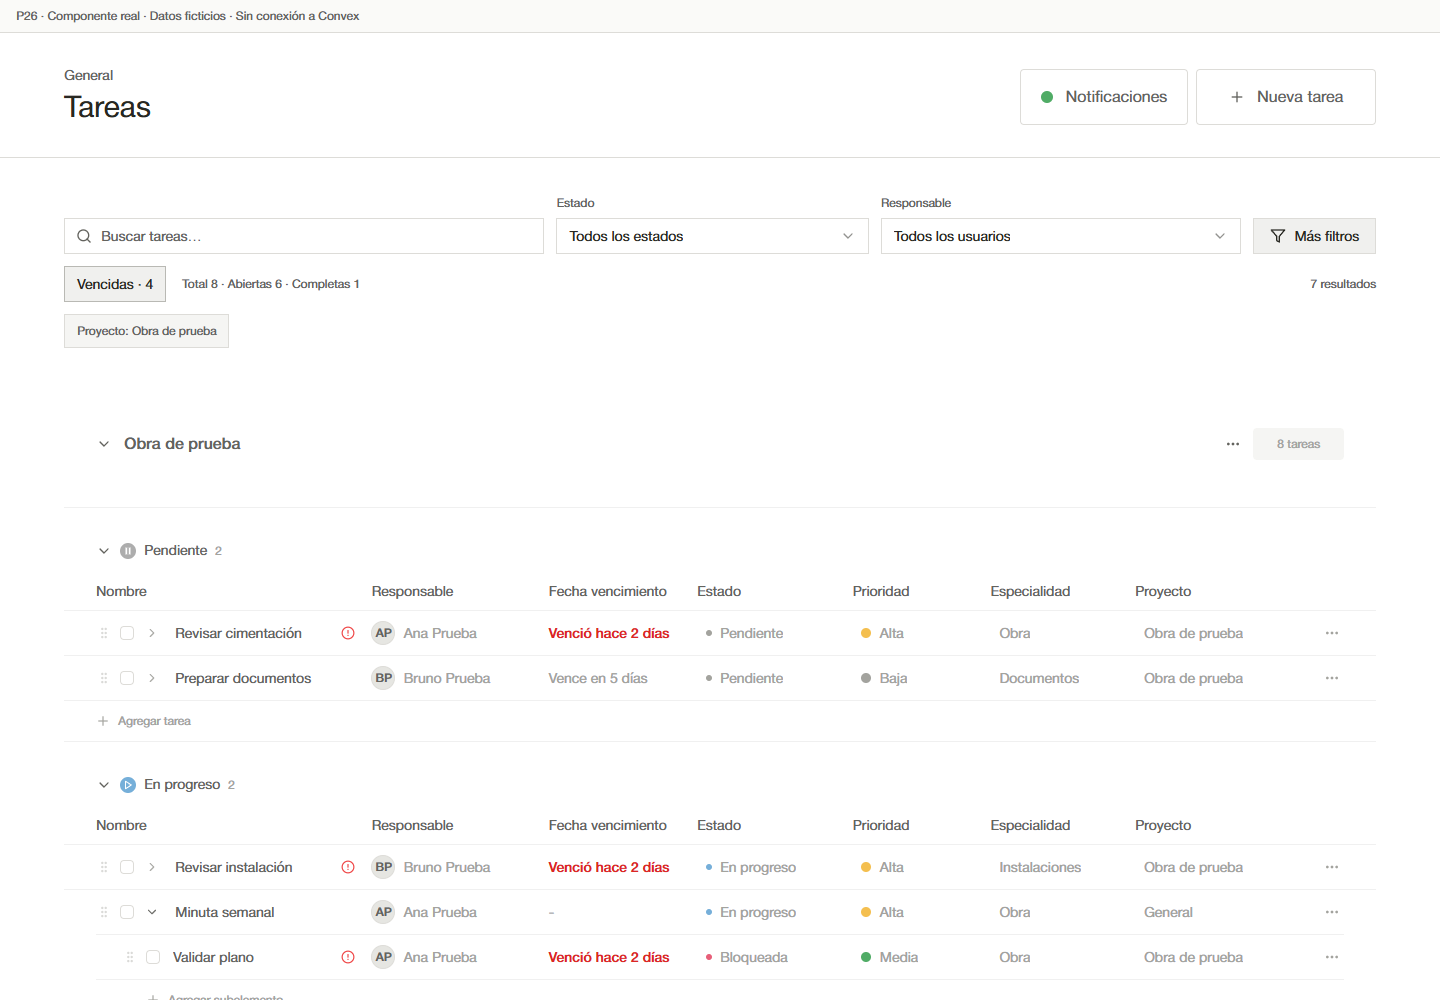 P26 · Componente real · Datos ficticios · Sin conexión a Convex
General
Tareas
Notificaciones
Nueva tarea
Estado
Responsable
Buscar tareas…
Todos los estados
Todos los usuarios
Más filtros
Vencidas · 4
Total 8 · Abiertas 6 · Completas 1
7 resultados
Proyecto: Obra de prueba
Obra de prueba
8 tareas
Pendiente 2
Nombre Responsable Fecha vencimiento Estado Prioridad Especialidad Proyecto
Revisar cimentación AP Ana Prueba Venció hace 2 días Pendiente Alta Obra Obra de prueba
Preparar documentos BP Bruno Prueba Vence en 5 días Pendiente Baja Documentos Obra de prueba
Agregar tarea
En progreso 2
Nombre Responsable Fecha vencimiento Estado Prioridad Especialidad Proyecto
Revisar instalación BP Bruno Prueba Venció hace 2 días En progreso Alta Instalaciones Obra de prueba
Minuta semanal AP Ana Prueba - En progreso Alta Obra General
Validar plano AP Ana Prueba Venció hace 2 días Bloqueada Media Obra Obra de prueba
Agregar subelemento